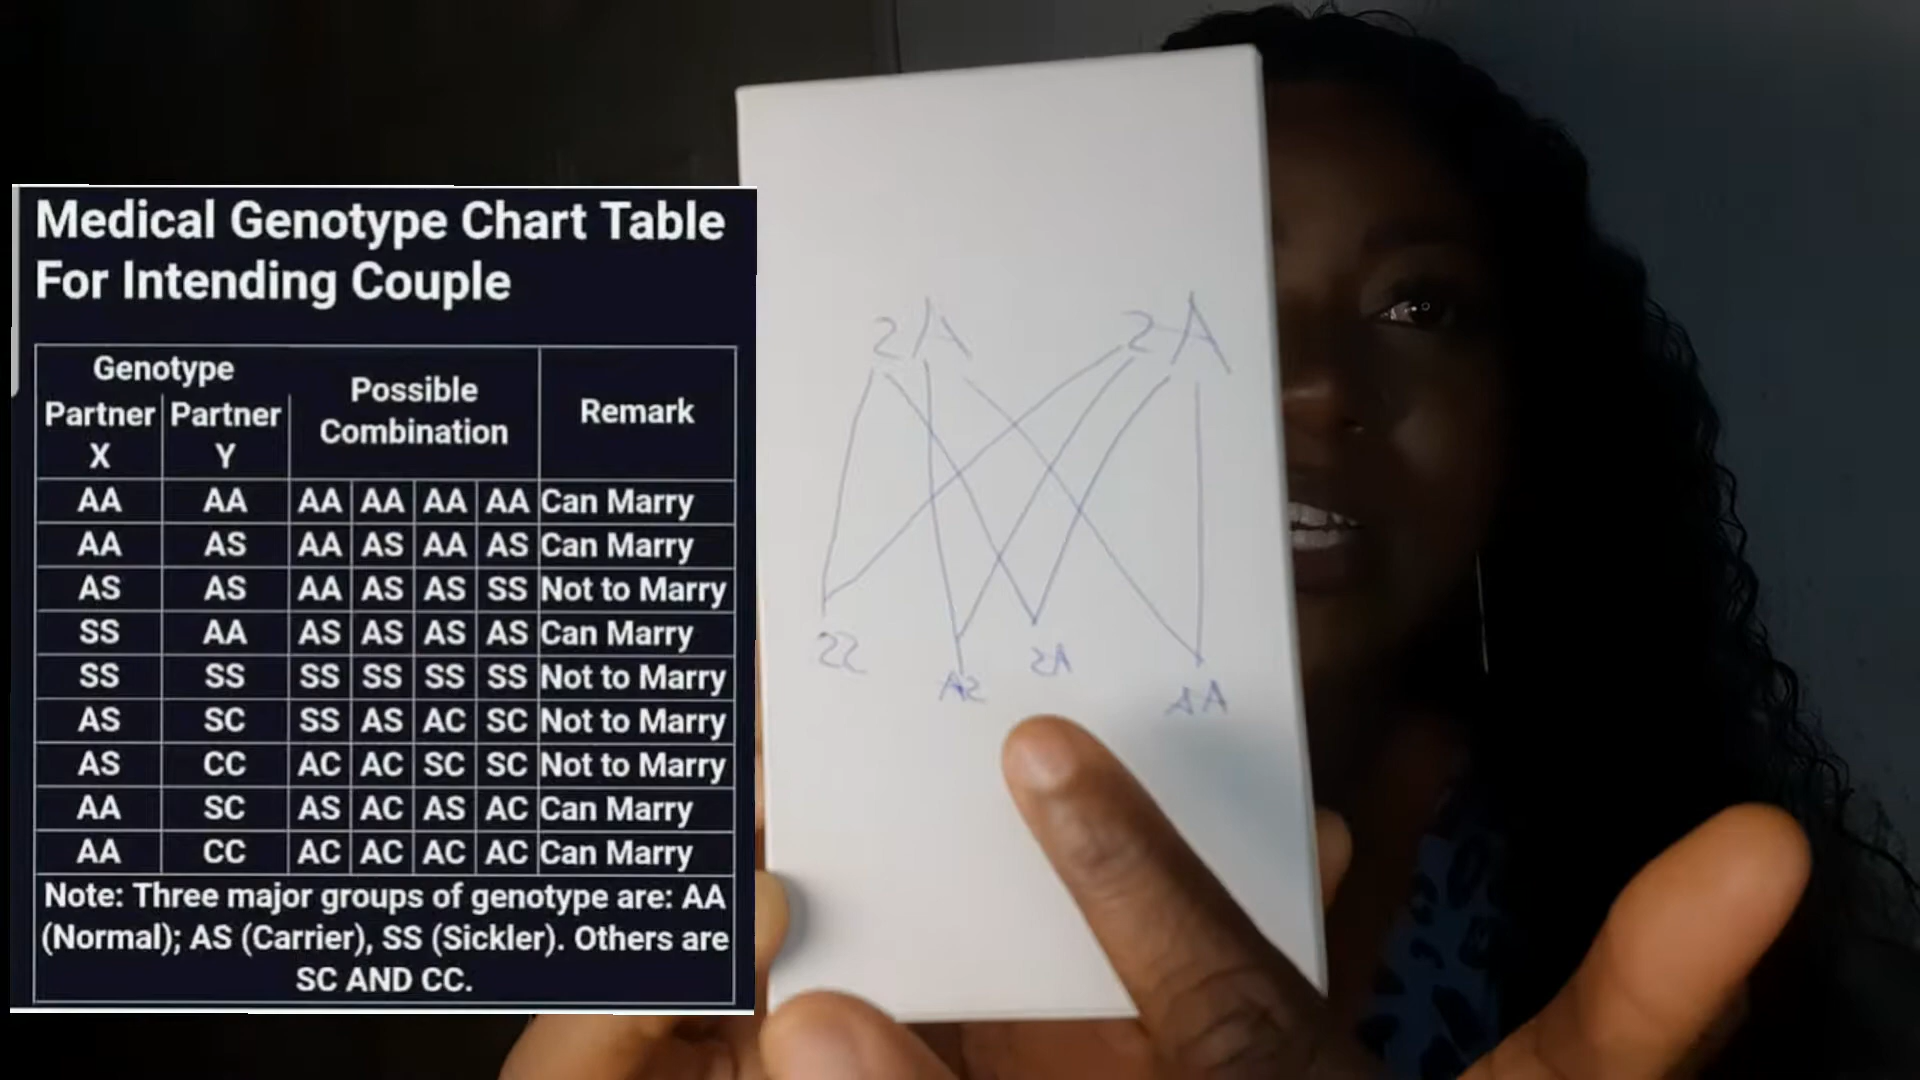 Medical Genotype Chart Table
For Intending Couple
Genotype Possible Combination Remark
Partner X Partner Y
AA AA AA AA AA AA Can Marry
AA AS AA AS AA AS Can Marry
AS AS AA AS AS SS Not to Marry
SS AA AS AS AS AS Can Marry
SS SS SS SS SS SS Not to Marry
AS SC SS AS AC SC Not to Marry
AS CC AC AC SC SC Not to Marry
AA SC AS AC AS AC Can Marry
AA CC AC AC AC AC Can Marry
Note: Three major groups of genotype are: AA
(Normal); AS (Carrier), SS (Sickler). Others are
SC AND CC.
SA SA
SS AS SA AA